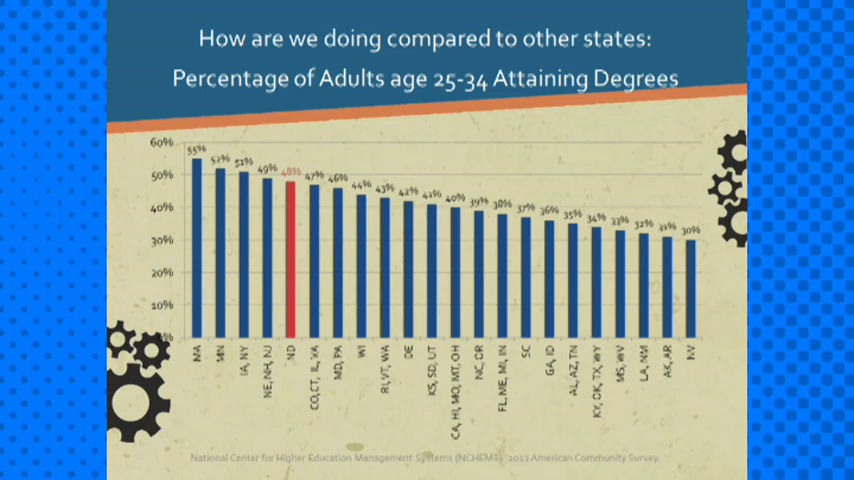 How are we doing compared to other states:
Percentage of Adults age 25-34 Attaining Degrees
60%
50%
40%
30%
20%
10%
0%
55%
52%
51%
49%
48%
47%
46%
44%
43%
42%
41%
40%
39%
38%
37%
36%
35%
34%
33%
32%
31%
30%
MA
MN
IA, NY
NE, NH, NJ
ND
CO, CT, IL, VA
MD, PA
WI
RI, VT, WA
DE
KS, SD, UT
CA, HI, MO, MT, OH
NC, OR
FL, ME, MI, IN
SC
GA, ID
AL, AZ, TN
KY, OK, TX, WY
MS, WV
LA, NM
AK, AR
NV
National Center for Higher Education Management Systems (NCHEMS). 2012 American Community Survey.